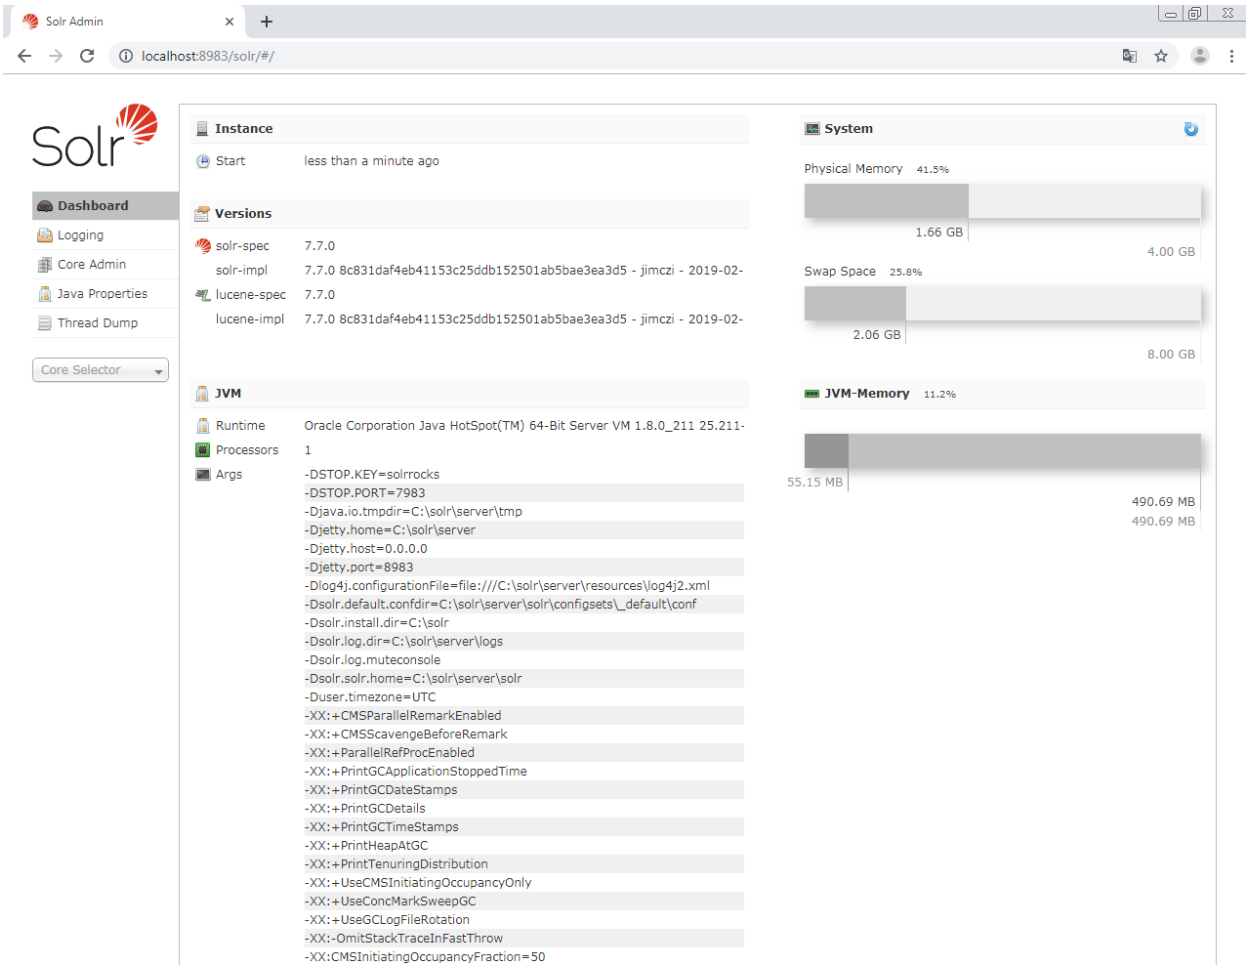 Solr Admin
localhost:8983/solr/#/
Solr
Dashboard
Logging
Core Admin
Java Properties
Thread Dump
Core Selector
Instance
Start less than a minute ago
Versions
solr-spec 7.7.0
solr-impl 7.7.0 8c831daf4eb41153c25ddb152501ab5bae3ea3d5 - jimczi - 2019-02-
lucene-spec 7.7.0
lucene-impl 7.7.0 8c831daf4eb41153c25ddb152501ab5bae3ea3d5 - jimczi - 2019-02-
JVM
Runtime Oracle Corporation Java HotSpot(TM) 64-Bit Server VM 1.8.0_211 25.211-
Processors 1
Args -DSTOP.KEY=solrrocks
-DSTOP.PORT=7983
-Djava.io.tmpdir=C:\solr\server\tmp
-Djetty.home=C:\solr\server
-Djetty.host=0.0.0.0
-Djetty.port=8983
-Dlog4j.configurationFile=file:///C:\solr\server\resources\log4j2.xml
-Dsolr.default.confdir=C:\solr\server\solr\configsets\_default\conf
-Dsolr.install.dir=C:\solr
-Dsolr.log.dir=C:\solr\server\logs
-Dsolr.log.muteconsole
-Dsolr.solr.home=C:\solr\server\solr
-Duser.timezone=UTC
-XX:+CMSParallelRemarkEnabled
-XX:+CMSScavengeBeforeRemark
-XX:+ParallelRefProcEnabled
-XX:+PrintGCApplicationStoppedTime
-XX:+PrintGCDateStamps
-XX:+PrintGCDetails
-XX:+PrintGCTimeStamps
-XX:+PrintHeapAtGC
-XX:+PrintTenuringDistribution
-XX:+UseCMSInitiatingOccupancyOnly
-XX:+UseConcMarkSweepGC
-XX:+UseGCLogFileRotation
-XX:-OmitStackTraceInFastThrow
-XX:CMSInitiatingOccupancyFraction=50
System
Physical Memory 41.5%
1.66 GB
4.00 GB
Swap Space 25.8%
2.06 GB
8.00 GB
JVM-Memory 11.2%
55.15 MB
490.69 MB
490.69 MB